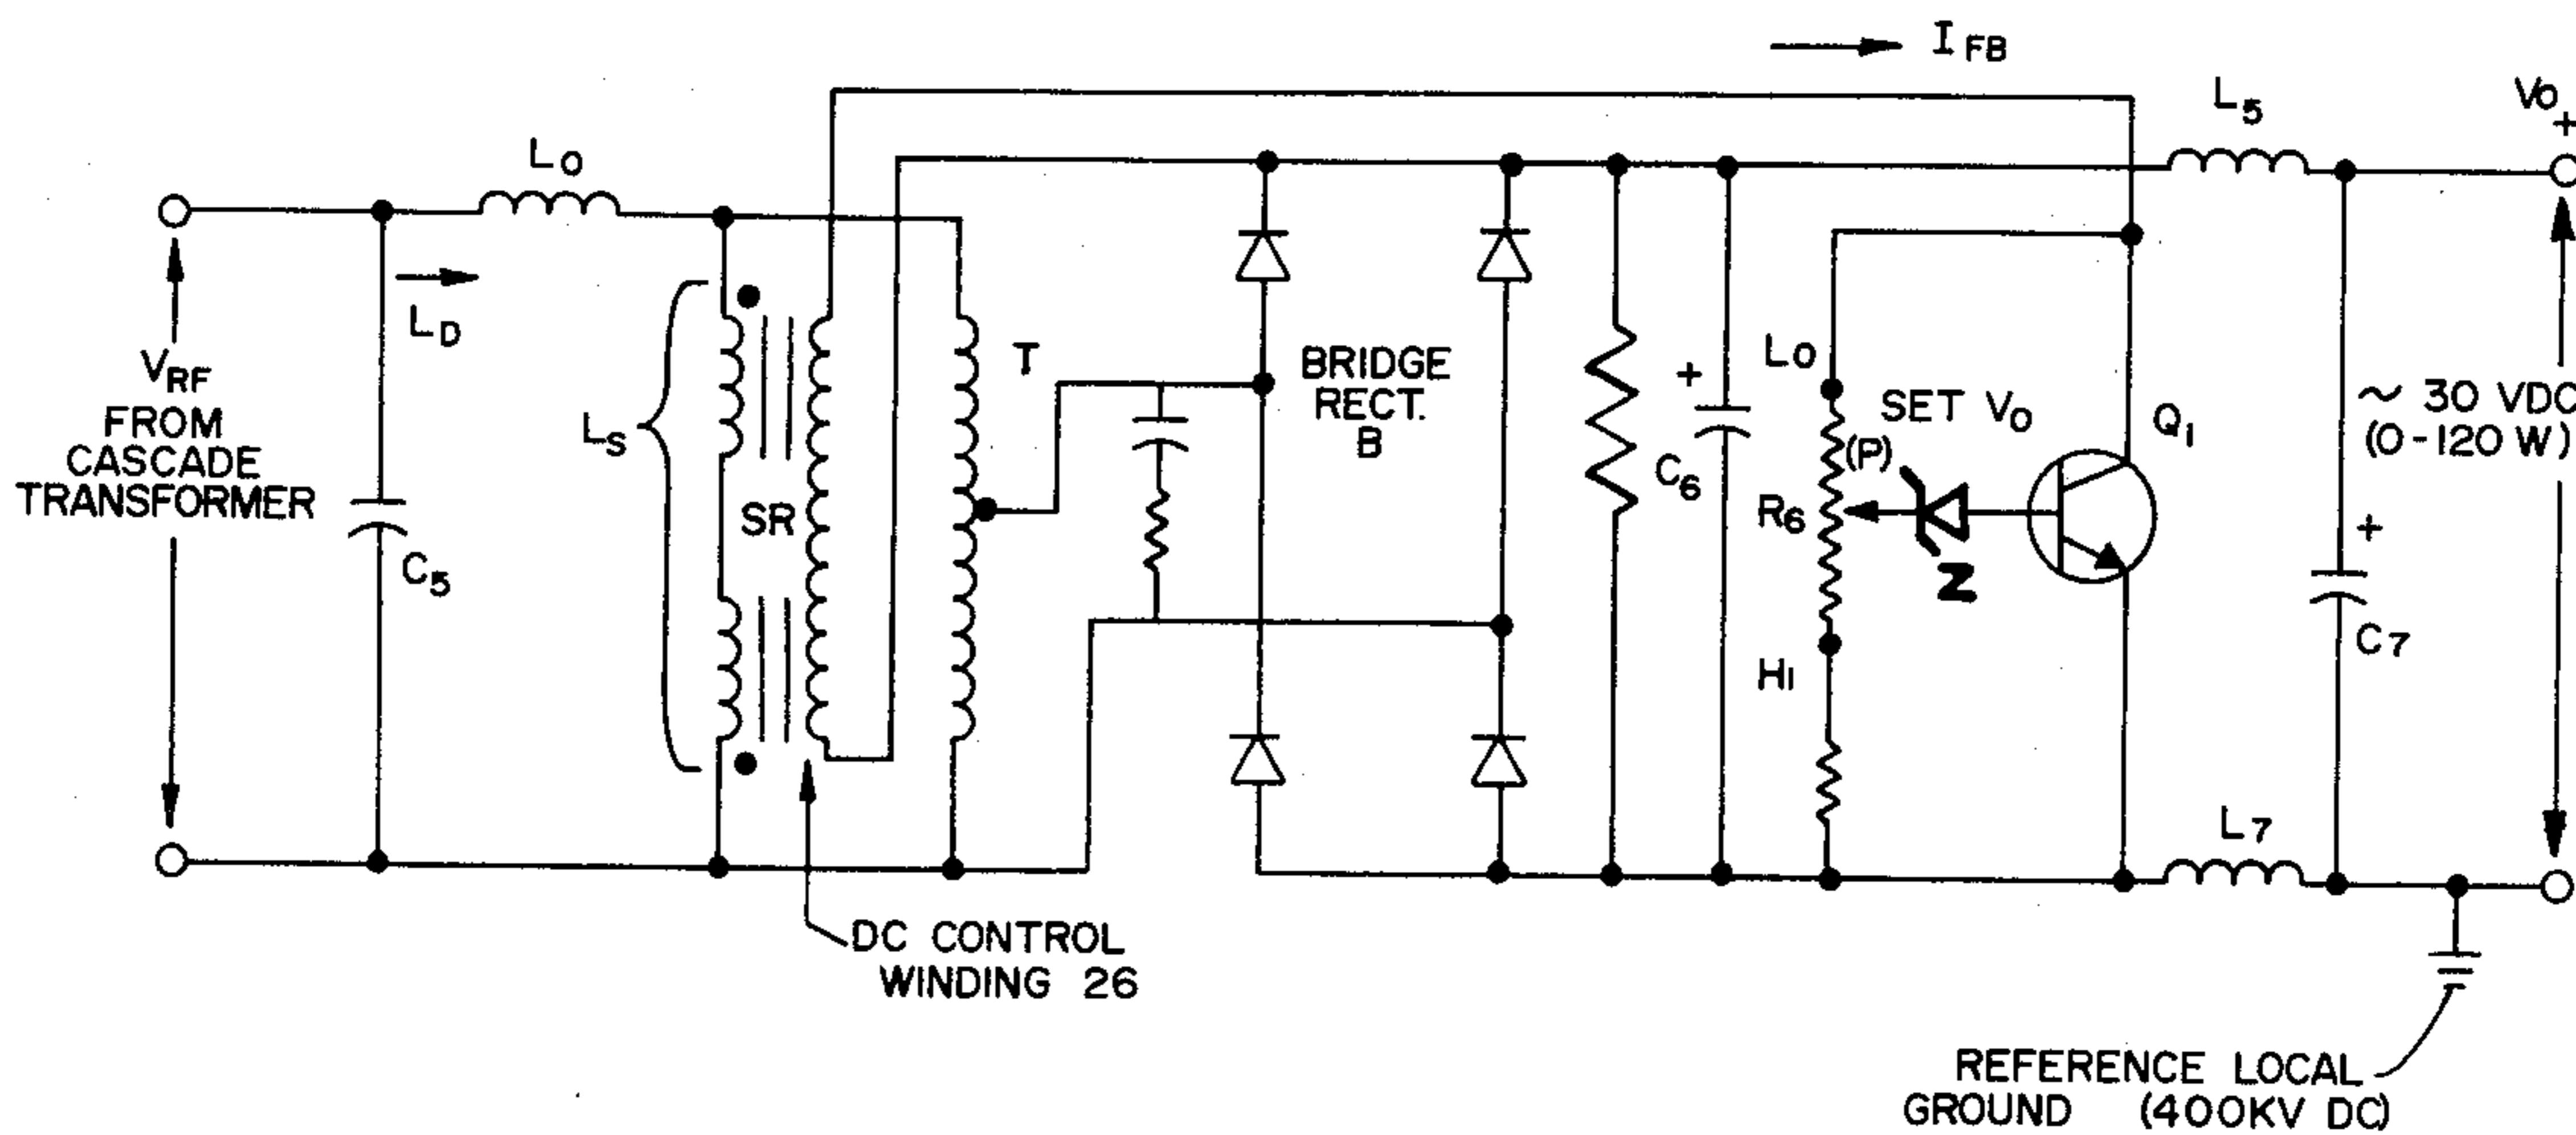 I FB
L5
Vo
+
LO
LD
VRF
FROM
CASCADE
TRANSFORMER
C5
LS
SR
T
BRIDGE
RECT.
B
+
C6
LO
SET VO
(P)
R6
Z
HI
Q1
~ 30 VDC
(0-120 W)
+
C7
L7
DC CONTROL
WINDING 26
REFERENCE LOCAL
GROUND (400KV DC)